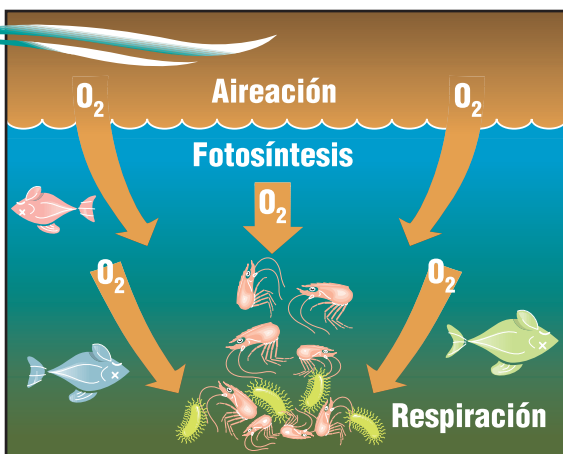 O₂ Aireación O₂
Fotosíntesis
O₂
O₂ O₂
Respiración